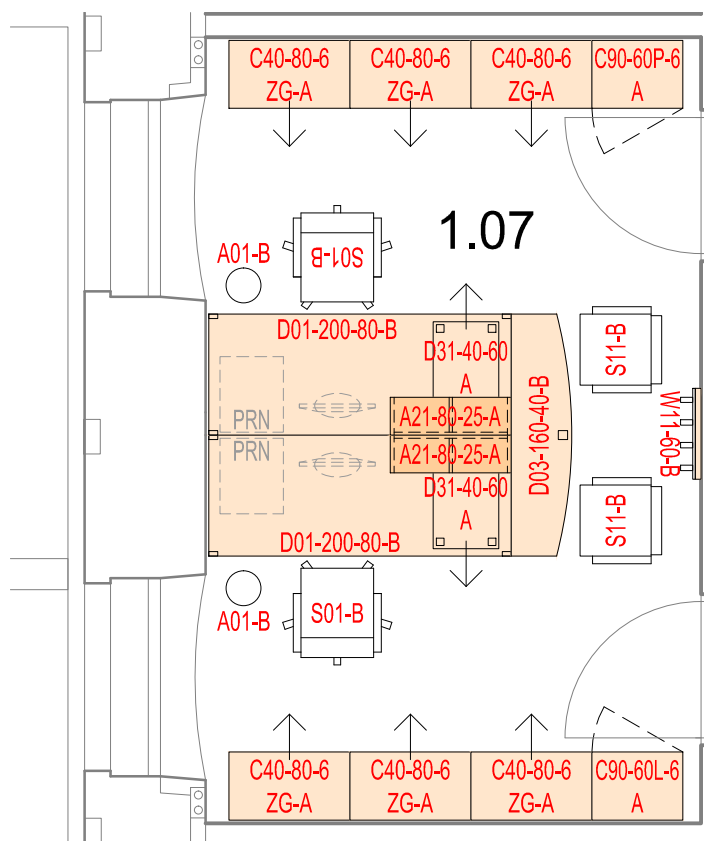 C40-80-6
ZG-A
C40-80-6
ZG-A
C40-80-6
ZG-A
C90-60P-6
A
1.07
A01-B
S01-B
D01-200-80-B
D31-40-60
A
S11-B
PRN
A21-80-25-A
D03-160-40-B
W11-60-B
PRN
A21-80-25-A
D31-40-60
A
S11-B
D01-200-80-B
A01-B
S01-B
C40-80-6
ZG-A
C40-80-6
ZG-A
C40-80-6
ZG-A
C90-60L-6
A